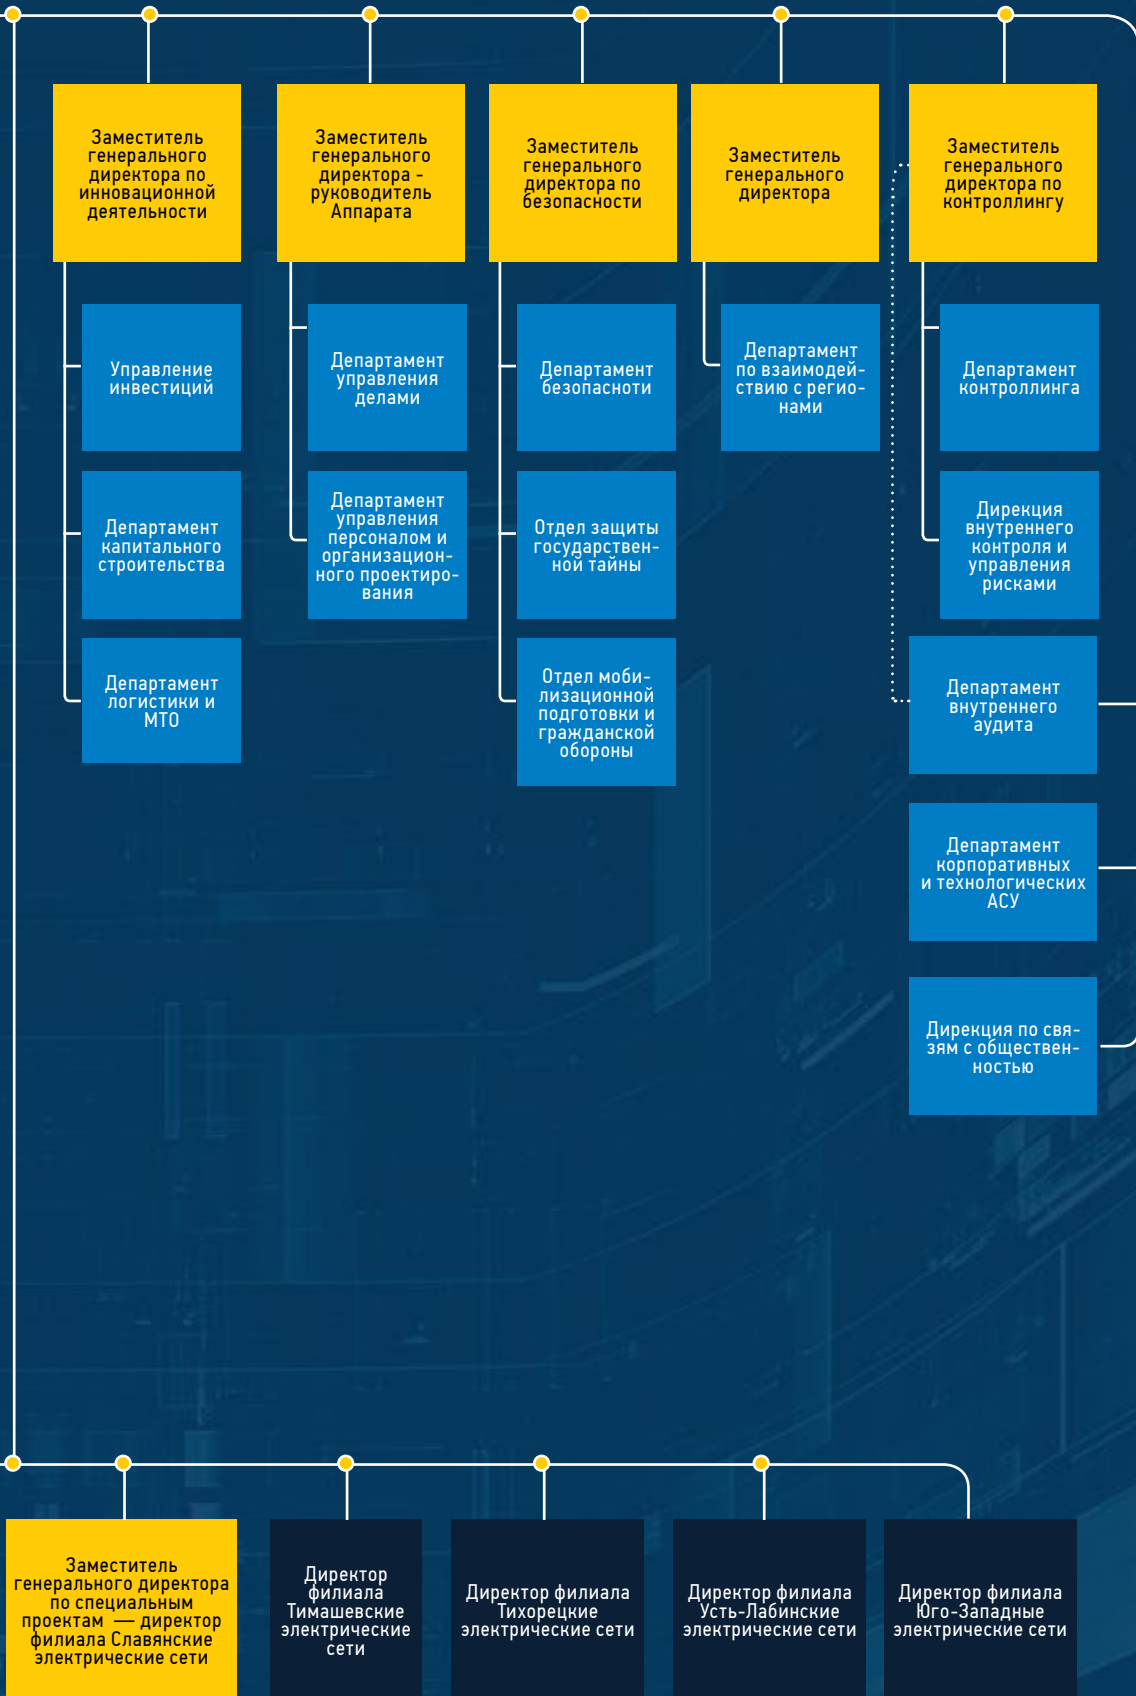 Заместитель
генерального
директора по
инновационной
деятельности
Заместитель
генерального
директора -
руководитель
Аппарата
Заместитель
генерального
директора по
безопасности
Заместитель
генерального
директора
Заместитель
генерального
директора по
контроллингу
Управление
инвестиций
Департамент
управления
делами
Департамент
безопасноти
Департамент
по взаимодей-
ствию с регио-
нами
Департамент
контроллинга
Департамент
капитального
строительства
Департамент
управления
персоналом и
организацион-
ного проектиро-
вания
Отдел защиты
государствен-
ной тайны
Дирекция
внутреннего
контроля и
управления
рисками
Департамент
логистики и
МТО
Отдел моби-
лизационной
подготовки и
гражданской
обороны
Департамент
внутреннего
аудита
Департамент
корпоративных
и технологических
АСУ
Дирекция по свя-
зям с обществен-
ностью
Заместитель
генерального директора
по специальным
проектам — директор
филиала Славянские
электрические сети
Директор
филиала
Тимашевские
электрические
сети
Директор филиала
Тихорецкие
электрические сети
Директор филиала
Усть-Лабинские
электрические сети
Директор филиала
Юго-Западные
электрические сети